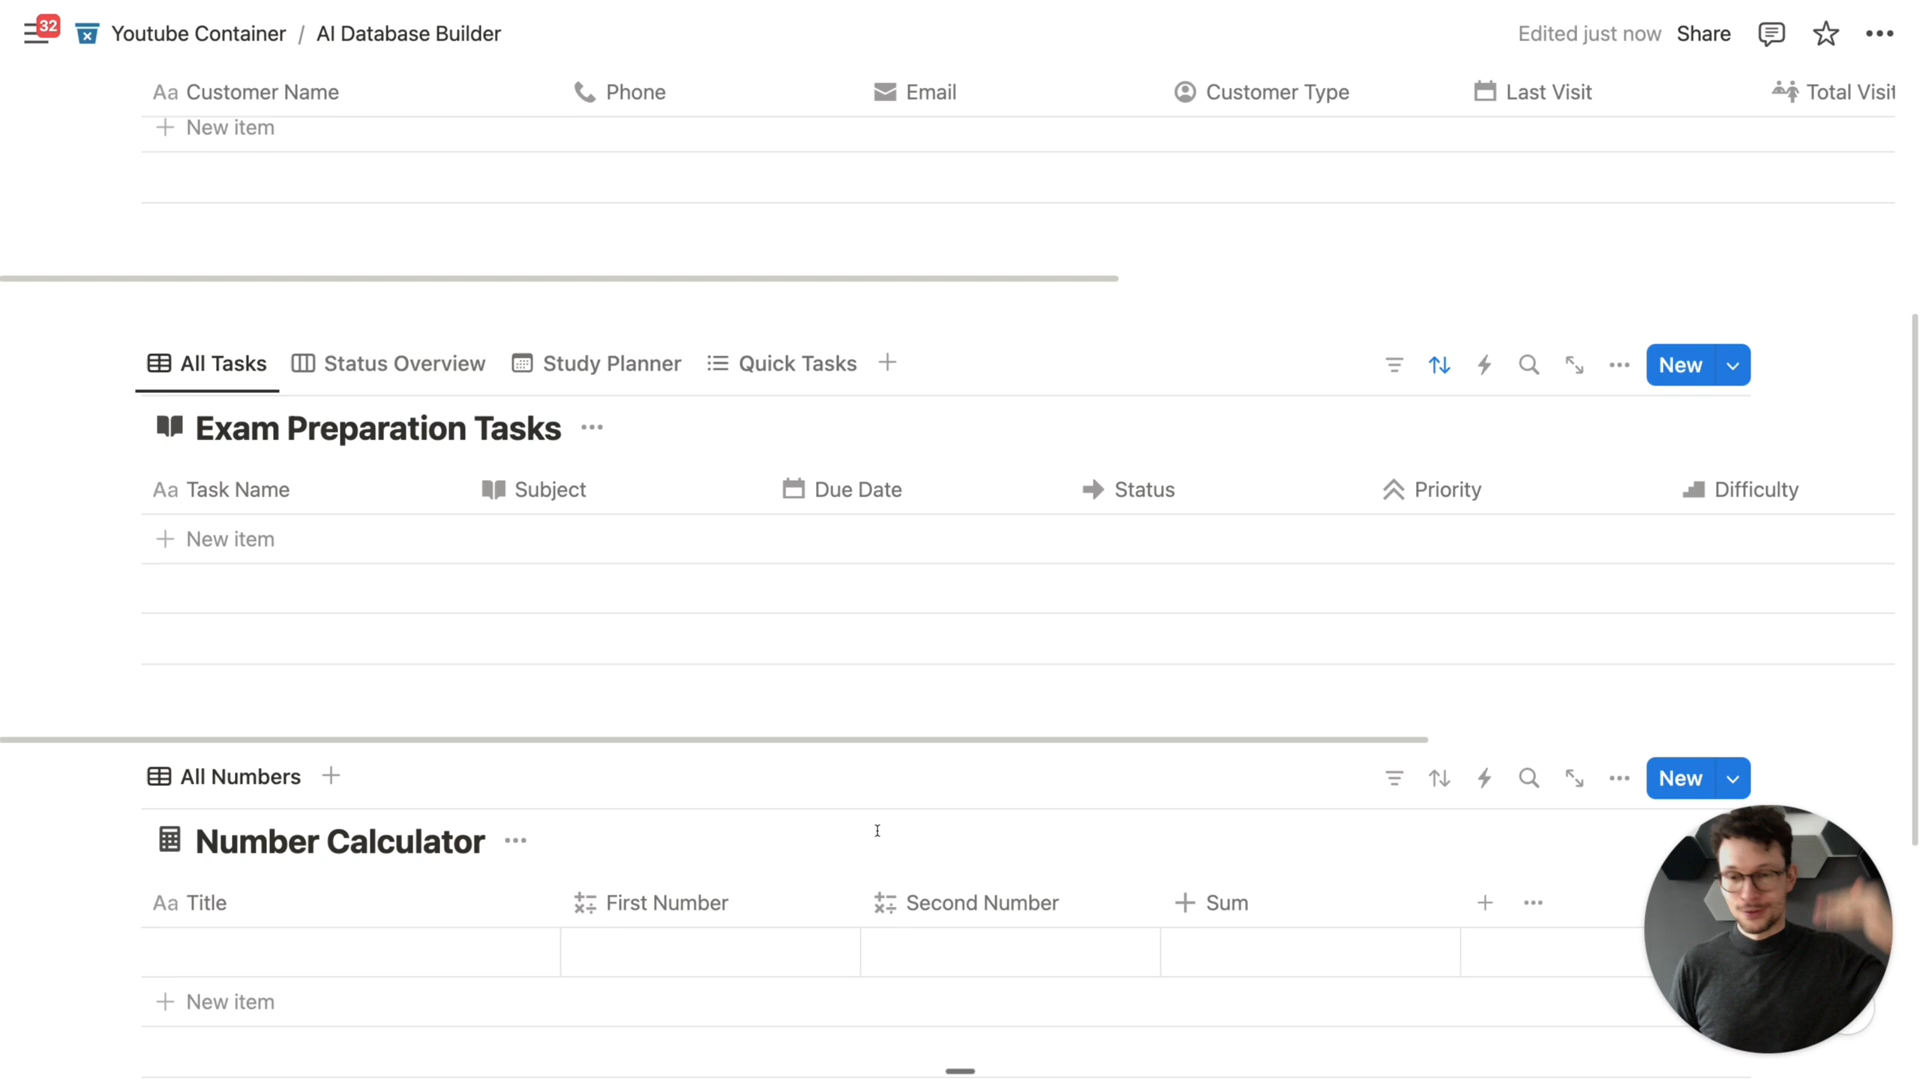 32
Youtube Container / AI Database Builder
Edited just now Share
Aa Customer Name Phone Email Customer Type Last Visit Total Visit
+ New item
All Tasks Status Overview Study Planner Quick Tasks +
New
Exam Preparation Tasks ...
Aa Task Name Subject Due Date Status Priority Difficulty
+ New item
All Numbers +
New
Number Calculator ...
Aa Title First Number Second Number + Sum + ...
+ New item